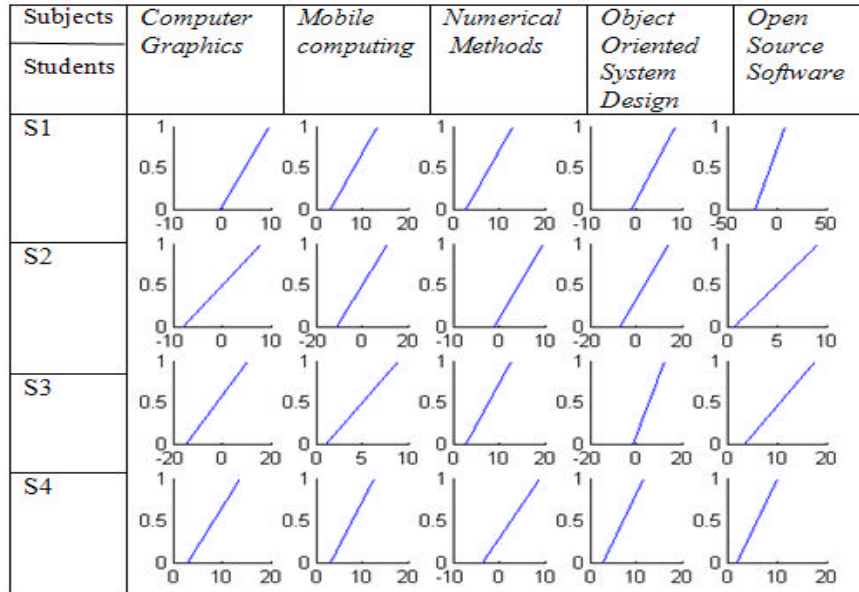 Subjects
Students
Computer
Graphics
Mobile
computing
Numerical
Methods
Object
Oriented
System
Design
Open
Source
Software
S1
1 1 1 1 1
0.5 0.5 0.5 0.5 0.5
0 0 0 0 0
-10 0 10 0 10 20 0 10 20 -10 0 10 -50 0 50
S2
1 1 1 1 1
0.5 0.5 0.5 0.5 0.5
0 0 0 0 0
-10 0 10 -20 0 20 -10 0 10 -20 0 20 0 5 10
S3
1 1 1 1 1
0.5 0.5 0.5 0.5 0.5
0 0 0 0 0
-20 0 20 0 5 10 0 10 20 -20 0 20 0 10 20
S4
1 1 1 1 1
0.5 0.5 0.5 0.5 0.5
0 0 0 0 0
0 10 20 0 10 20 -10 0 10 0 10 20 0 10 20